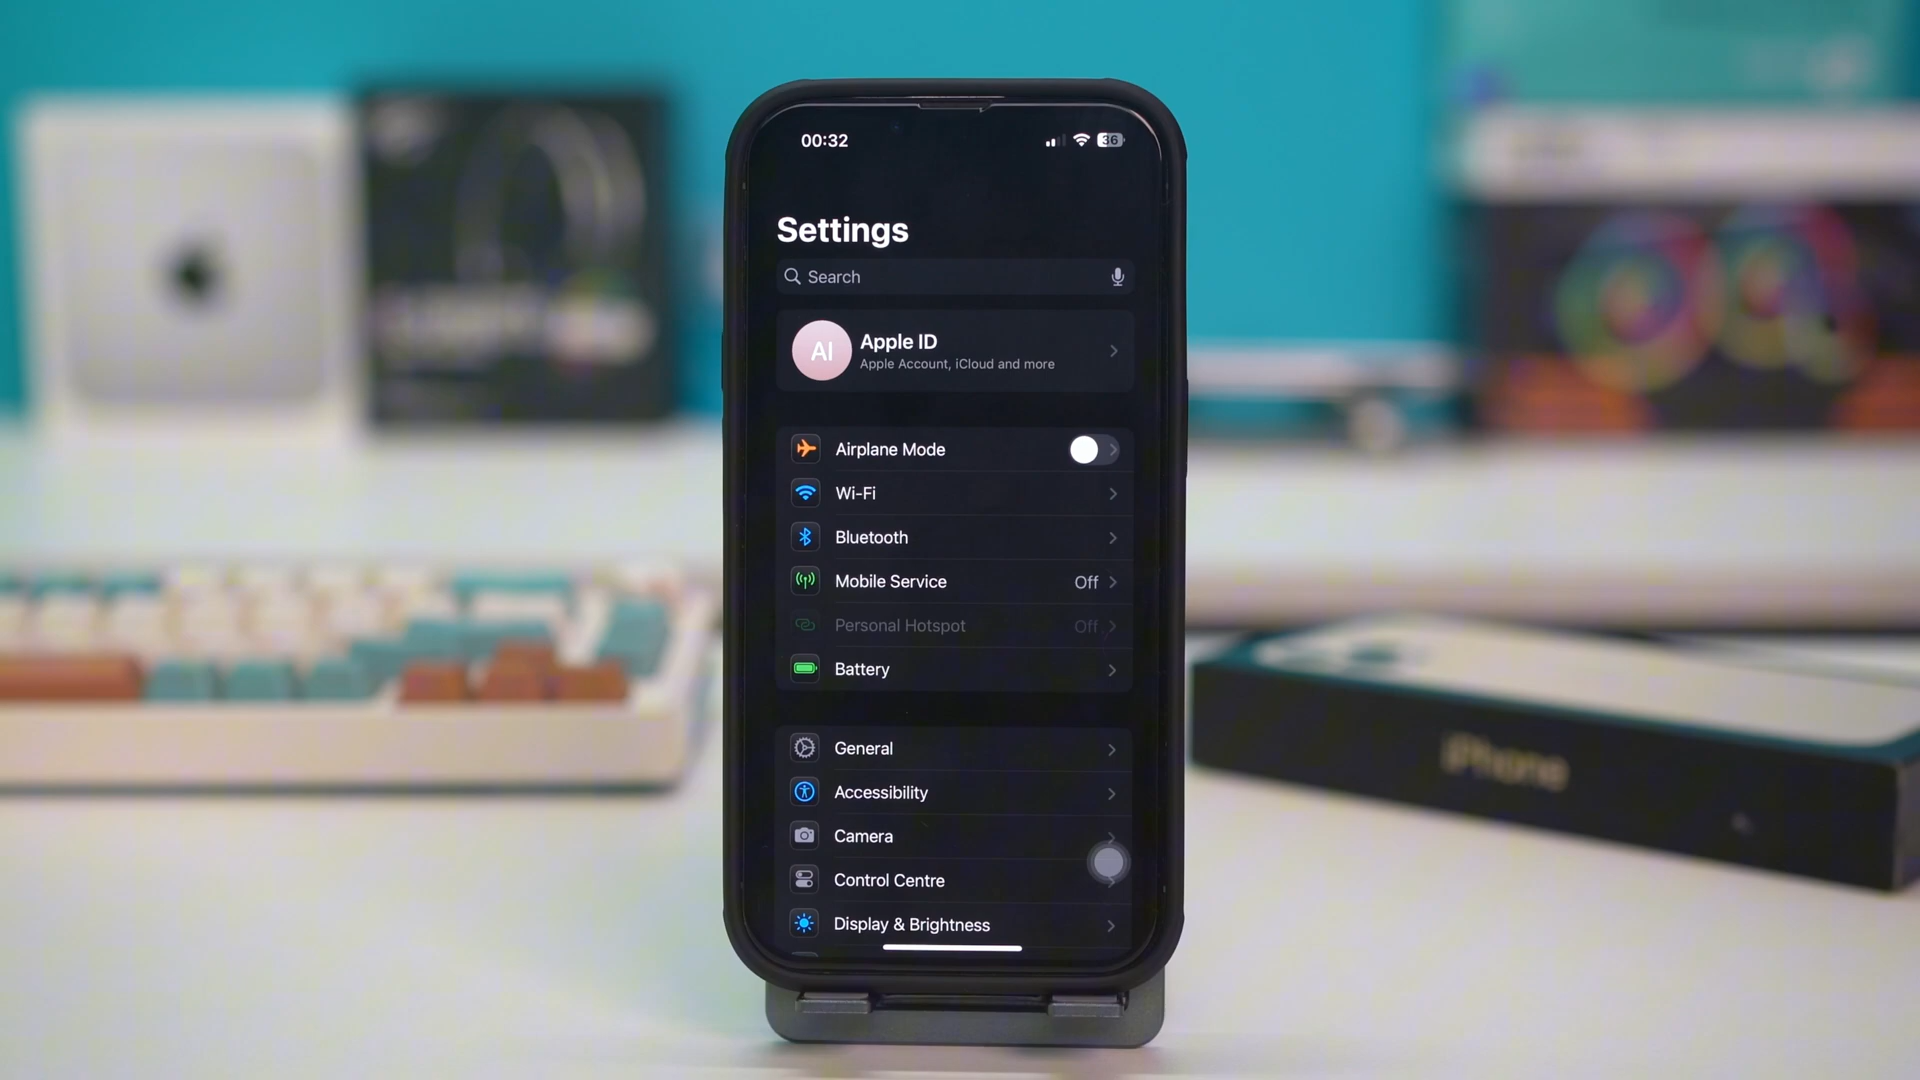 00:32
36
Settings
Search
AI
Apple ID
Apple Account, iCloud and more
Airplane Mode
Wi-Fi
Bluetooth
Mobile Service Off
Personal Hotspot Off
Battery
General
Accessibility
Camera
Control Centre
Display & Brightness
iPhone